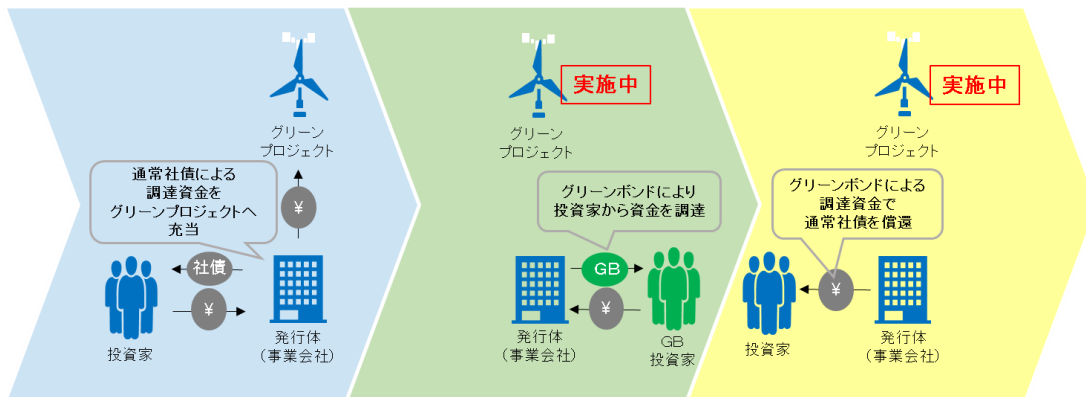 グリーン
プロジェクト
通常社債による
調達資金を
グリーンプロジェクトへ
充当
¥
社債
¥
投資家
発行体
(事業会社)
実施中
グリーン
プロジェクト
グリーンボンドにより
投資家から資金を調達
GB
¥
発行体
(事業会社)
GB
投資家
実施中
グリーン
プロジェクト
グリーンボンドによる
調達資金で
通常社債を償還
¥
投資家
発行体
(事業会社)